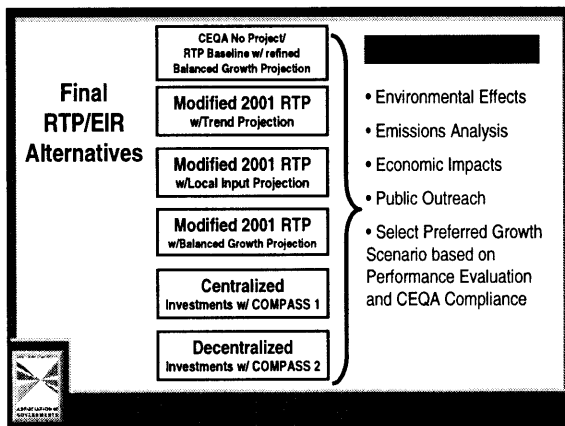 Final
RTP/EIR
Alternatives
CEQA No Project/
RTP Baseline w/ refined
Balanced Growth Projection
Modified 2001 RTP
w/Trend Projection
Modified 2001 RTP
w/Local Input Projection
Modified 2001 RTP
w/Balanced Growth Projection
Centralized
Investments w/ COMPASS 1
Decentralized
Investments w/ COMPASS 2
• Environmental Effects
• Emissions Analysis
• Economic Impacts
• Public Outreach
• Select Preferred Growth
Scenario based on
Performance Evaluation
and CEQA Compliance
ASSOCIATION of
GOVERNMENTS